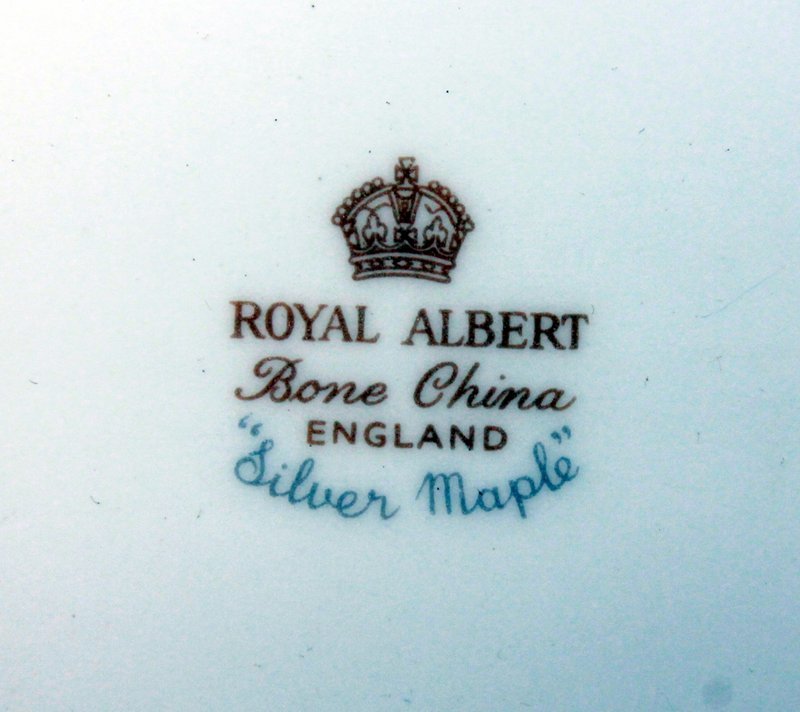 ROYAL ALBERT
Bone China
ENGLAND
"Silver Maple"